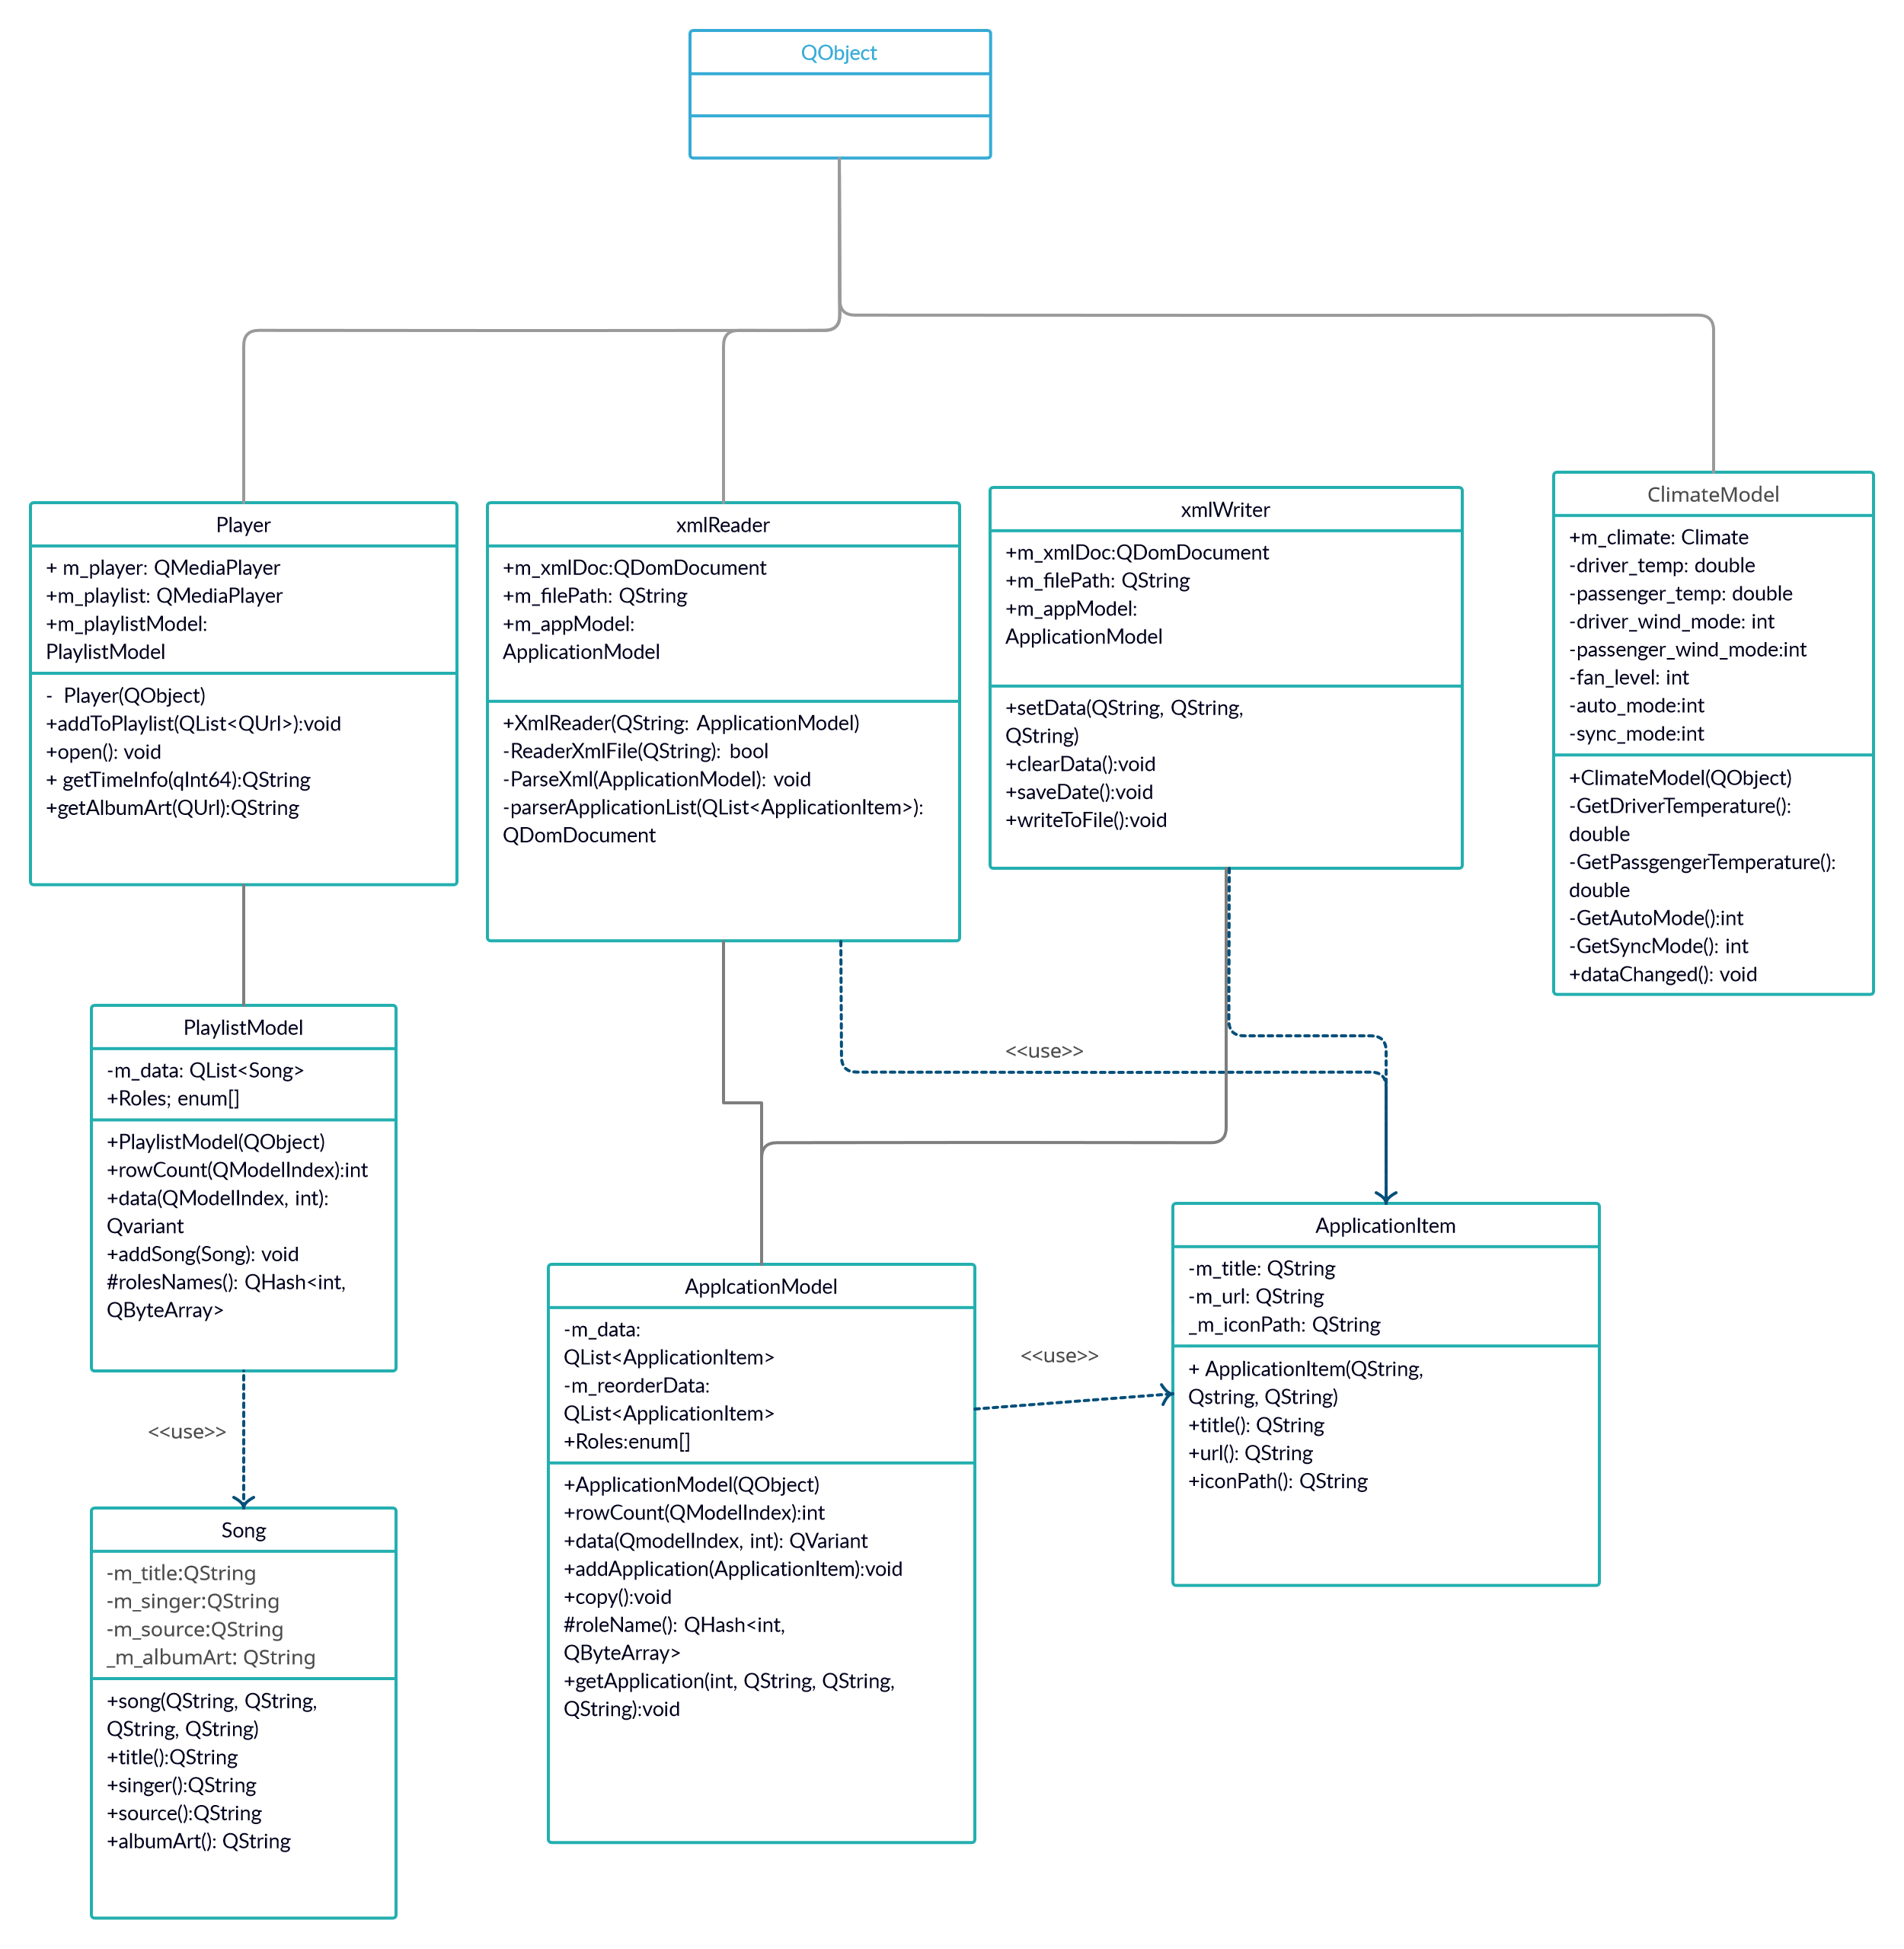 QObject
Player
+ m_player: QMediaPlayer
+m_playlist: QMediaPlayer
+m_playlistModel:
PlaylistModel
-  Player(QObject)
+addToPlaylist(QList<QUrl>):void
+open(): void
+ getTimeInfo(qInt64):QString
+getAlbumArt(QUrl):QString
xmlReader
+m_xmlDoc:QDomDocument
+m_filePath: QString
+m_appModel:
ApplicationModel
+XmlReader(QString: ApplicationModel)
-ReaderXmlFile(QString): bool
-ParseXml(ApplicationModel): void
-parserApplicationList(QList<ApplicationItem>):
QDomDocument
xmlWriter
+m_xmlDoc:QDomDocument
+m_filePath: QString
+m_appModel:
ApplicationModel
+setData(QString, QString,
QString)
+clearData():void
+saveDate():void
+writeToFile():void
ClimateModel
+m_climate: Climate
-driver_temp: double
-passenger_temp: double
-driver_wind_mode: int
-passenger_wind_mode:int
-fan_level: int
-auto_mode:int
-sync_mode:int
+ClimateModel(QObject)
-GetDriverTemperature():
double
-GetPassgengerTemperature():
double
-GetAutoMode():int
-GetSyncMode(): int
+dataChanged(): void
PlaylistModel
-m_data: QList<Song>
+Roles; enum[]
+PlaylistModel(QObject)
+rowCount(QModelIndex):int
+data(QModelIndex, int):
Qvariant
+addSong(Song): void
#rolesNames(): QHash<int,
QByteArray>
<<use>>
<<use>>
Song
-m_title:QString
-m_singer:QString
-m_source:QString
_m_albumArt: QString
+song(QString, QString,
QString, QString)
+title():QString
+singer():QString
+source():QString
+albumArt(): QString
ApplcationModel
-m_data:
QList<ApplicationItem>
-m_reorderData:
QList<ApplicationItem>
+Roles:enum[]
+ApplicationModel(QObject)
+rowCount(QModelIndex):int
+data(QmodelIndex, int): QVariant
+addApplication(ApplicationItem):void
+copy():void
#roleName(): QHash<int,
QByteArray>
+getApplication(int, QString, QString,
QString):void
<<use>>
ApplicationItem
-m_title: QString
-m_url: QString
_m_iconPath: QString
+ ApplicationItem(QString,
Qstring, QString)
+title(): QString
+url(): QString
+iconPath(): QString